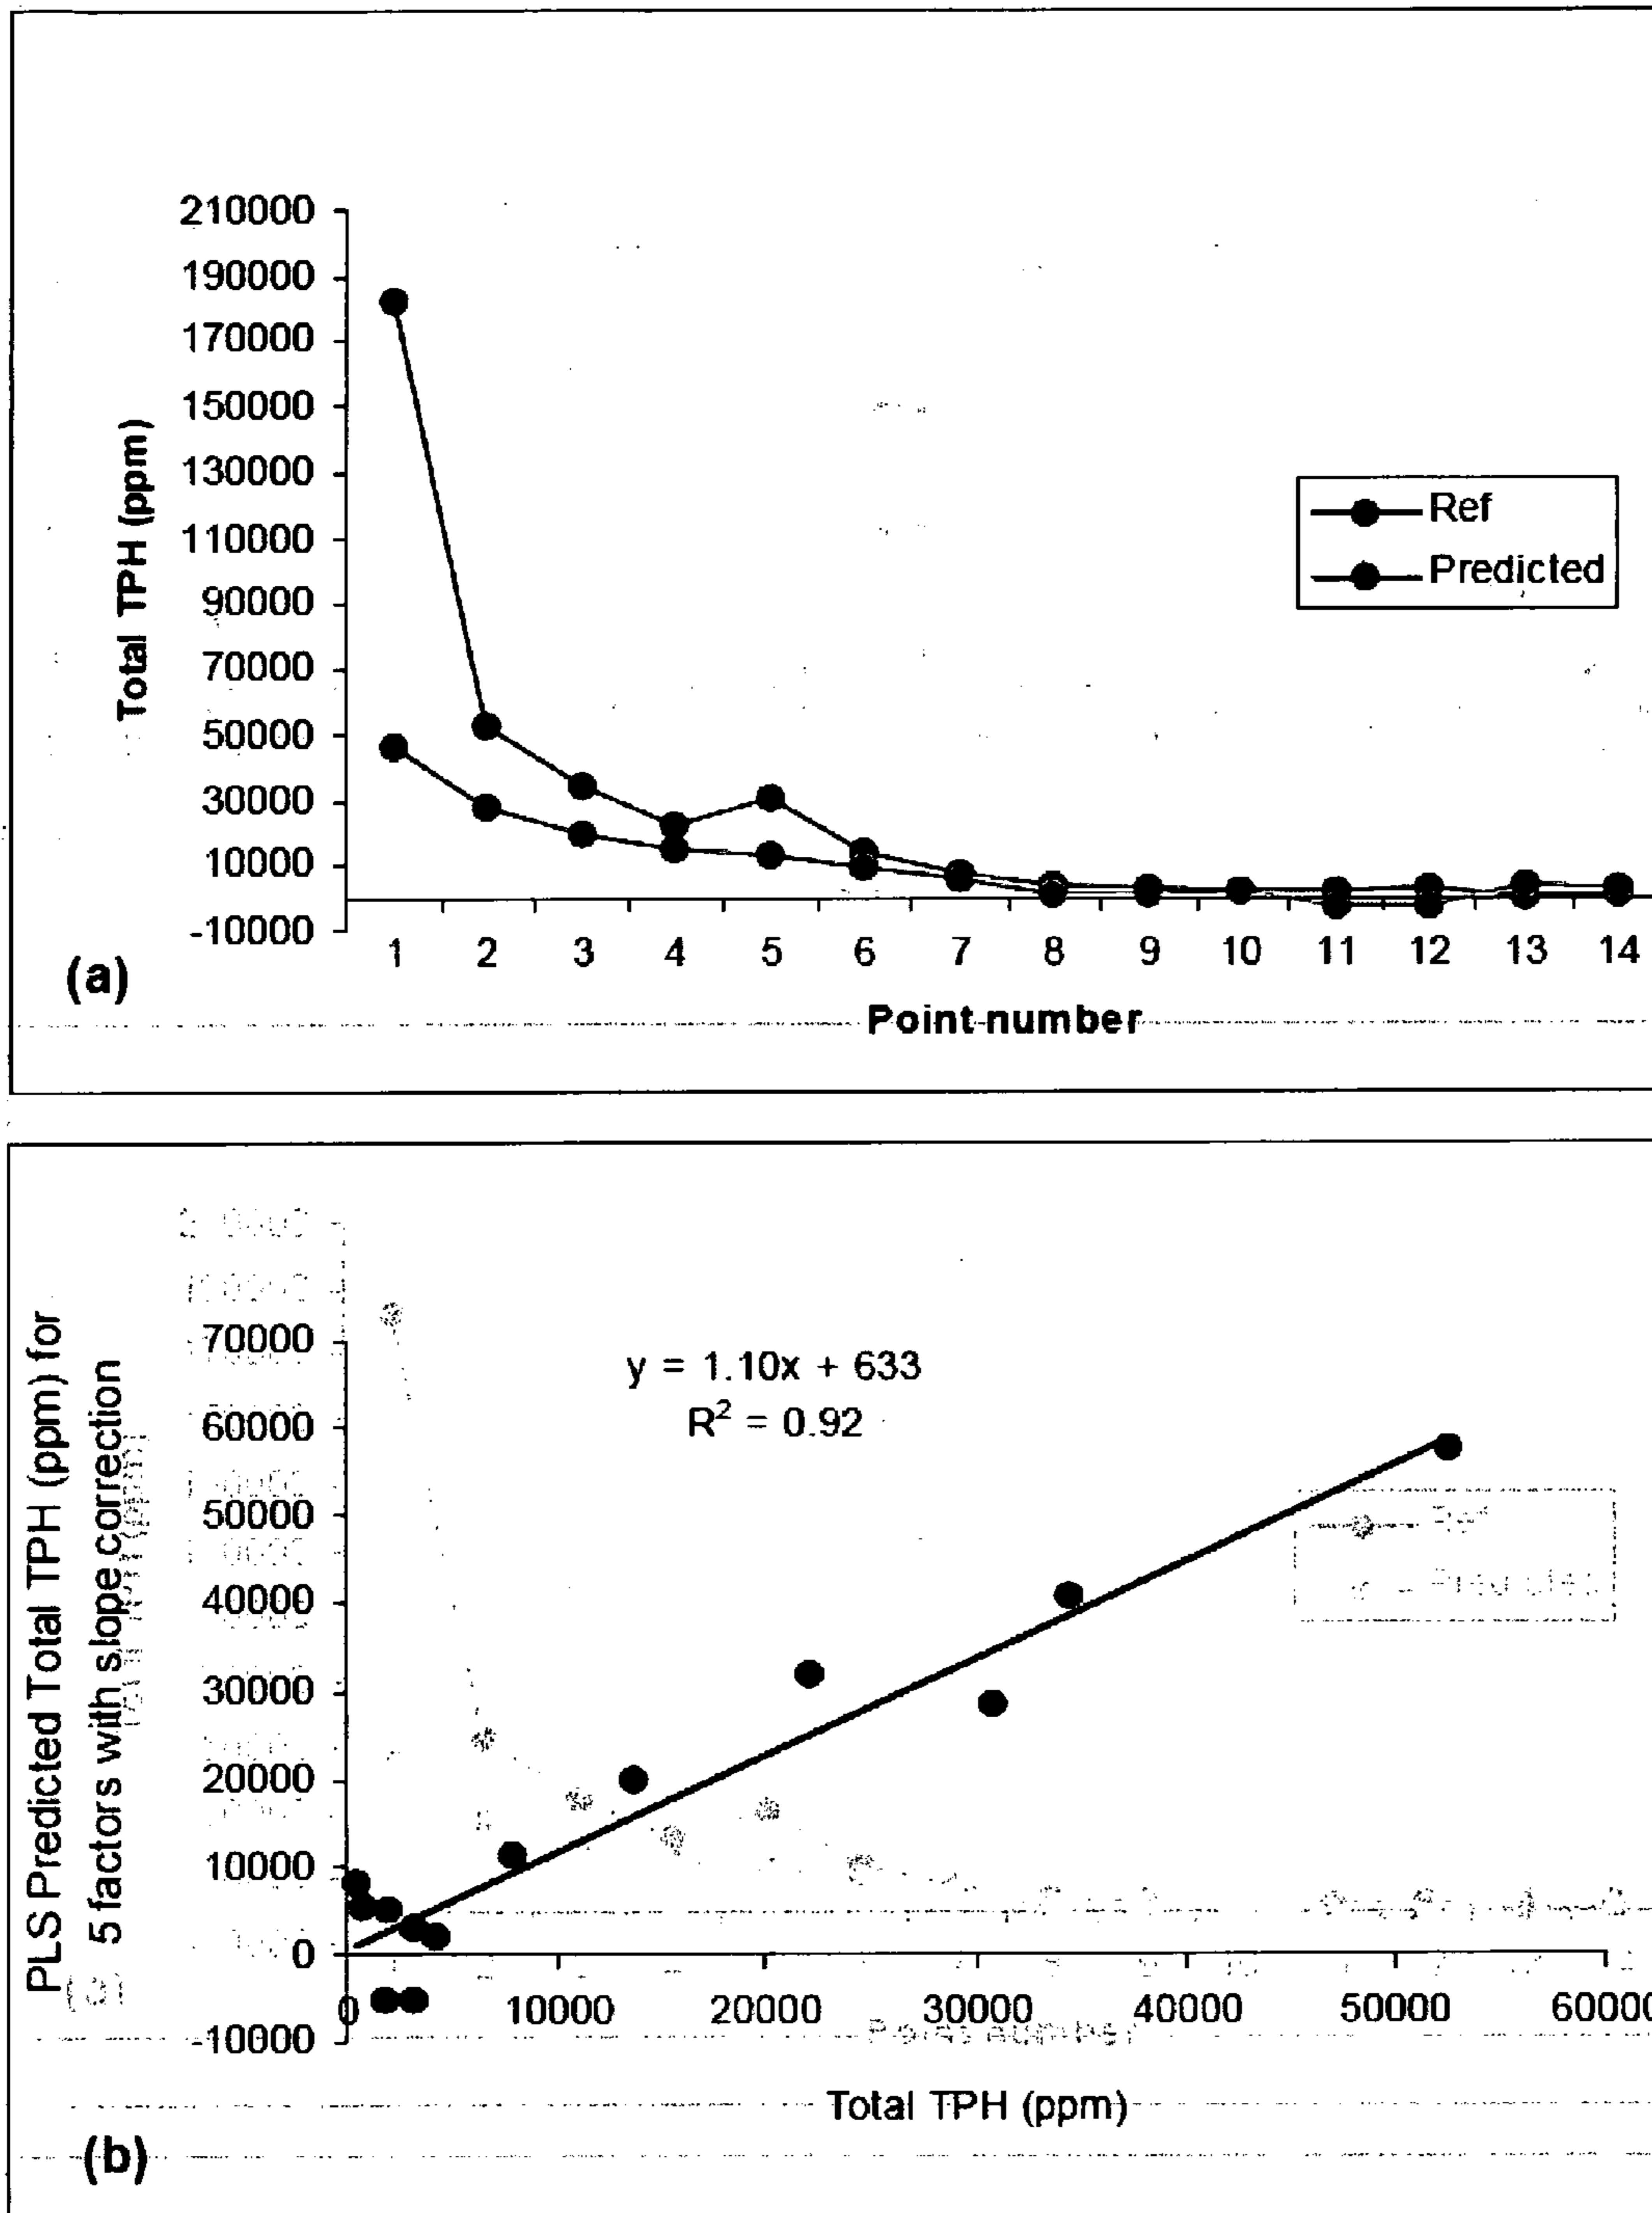 210000
190000
170000
150000
130000
110000
90000
70000
50000
30000
10000
-10000
Total TPH (ppm)
Ref
Predicted
1 2 3 4 5 6 7 8 9 10 11 12 13 14
Point number
(a)
PLS Predicted Total TPH (ppm) for
5 factors with slope correction
y = 1.10x + 633
R² = 0.92
70000
60000
50000
40000
30000
20000
10000
0
-10000
0 10000 20000 30000 40000 50000 60000
Point number
Total TPH (ppm)
(b)